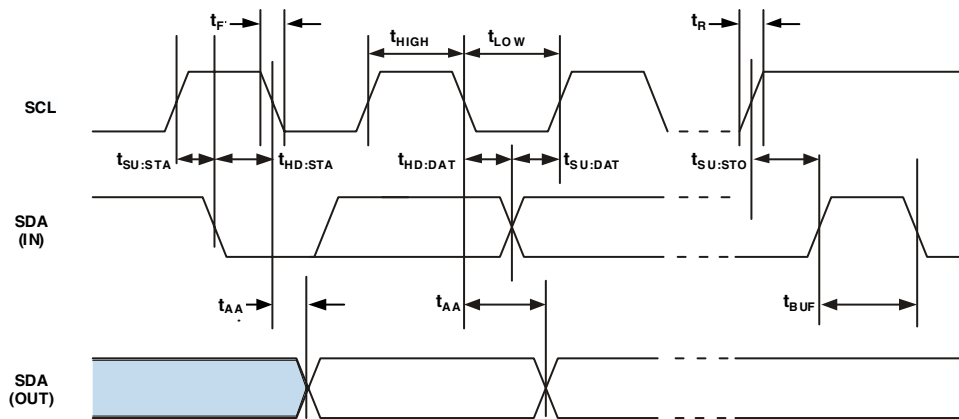 tF
tHIGH
tLOW
tR
SCL
tSU:STA
tHD:STA
tHD:DAT
tSU:DAT
tSU:STO
SDA
(IN)
tAA
tAA
tBUF
SDA
(OUT)